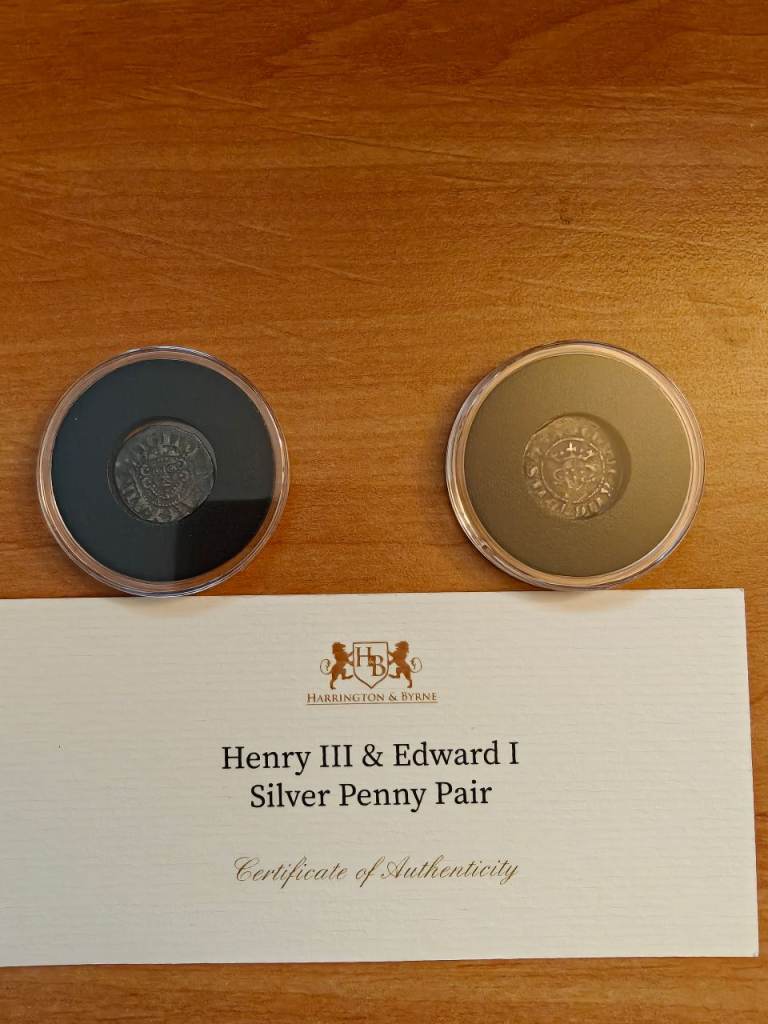 HB
HARRINGTON & BYRNE
Henry III & Edward I
Silver Penny Pair
Certificate of Authenticity